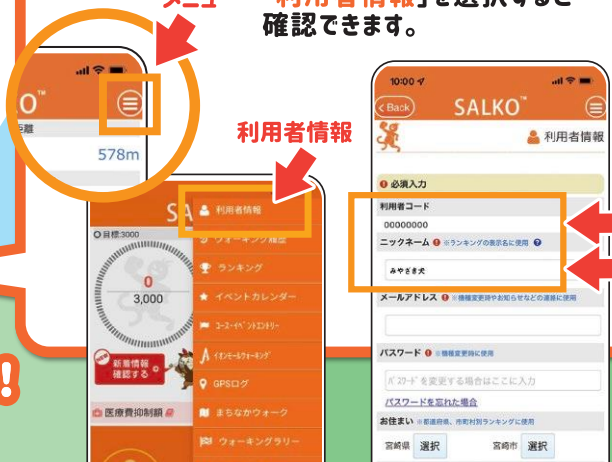 メニュー
「利用者情報」を選択すると
確認できます。
O™
距離
578m
利用者情報
SA
目標:3000
0
3,000
新着情報
確認する
医療費抑制額
利用者情報
ウォーキング履歴
ランキング
イベントカレンダー
コース・イベントエントリー
イオンモールウォーキング
GPSログ
まちなかウォーク
ウォーキングラリー
10:00
< Back
SALKO™
利用者情報
必須入力
利用者コード
00000000
ニックネーム ※ランキングの表示名に使用
みやざき犬
メールアドレス ※機種変更時やお知らせなどの連絡に使用
パスワード ※機種変更時に使用
パスワードを変更する場合はここに入力
パスワードを忘れた場合
お住まい ※都道府県、市町村別ランキングに使用
宮崎県 選択 宮崎市 選択
!